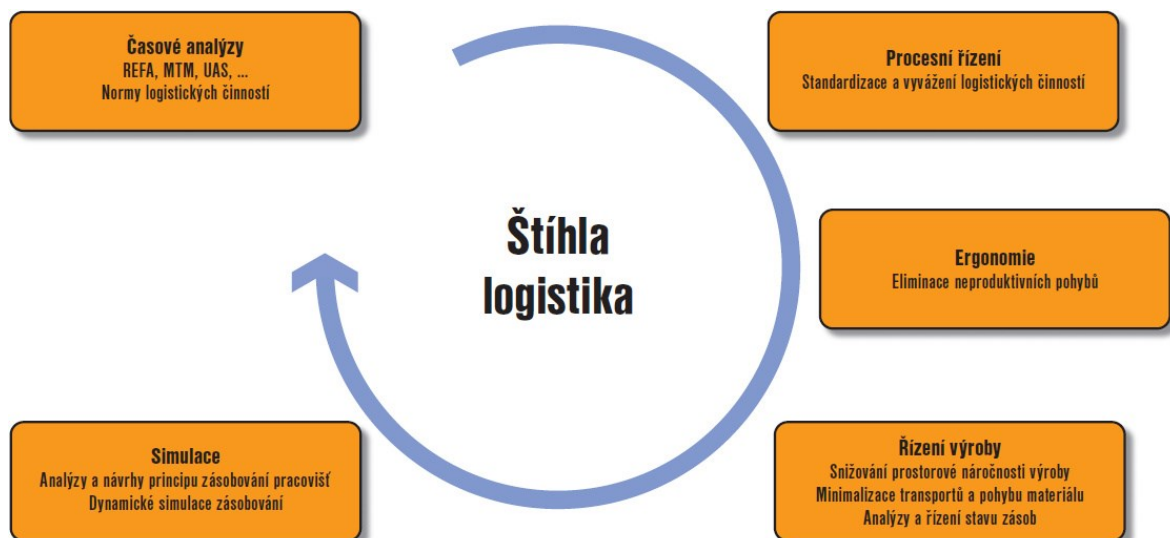 Časové analýzy
REFA, MTM, UAS, ...
Normy logistických činností
Procesní řízení
Standardizace a vyvážení logistických činností
Štíhla
logistika
Ergonomie
Eliminace neproduktivních pohybů
Simulace
Analýzy a návrhy principu zásobování pracovišť
Dynamické simulace zásobování
Řízení výroby
Snižování prostorové náročnosti výroby
Minimalizace transportů a pohybu materiálu
Analýzy a řízení stavu zásob